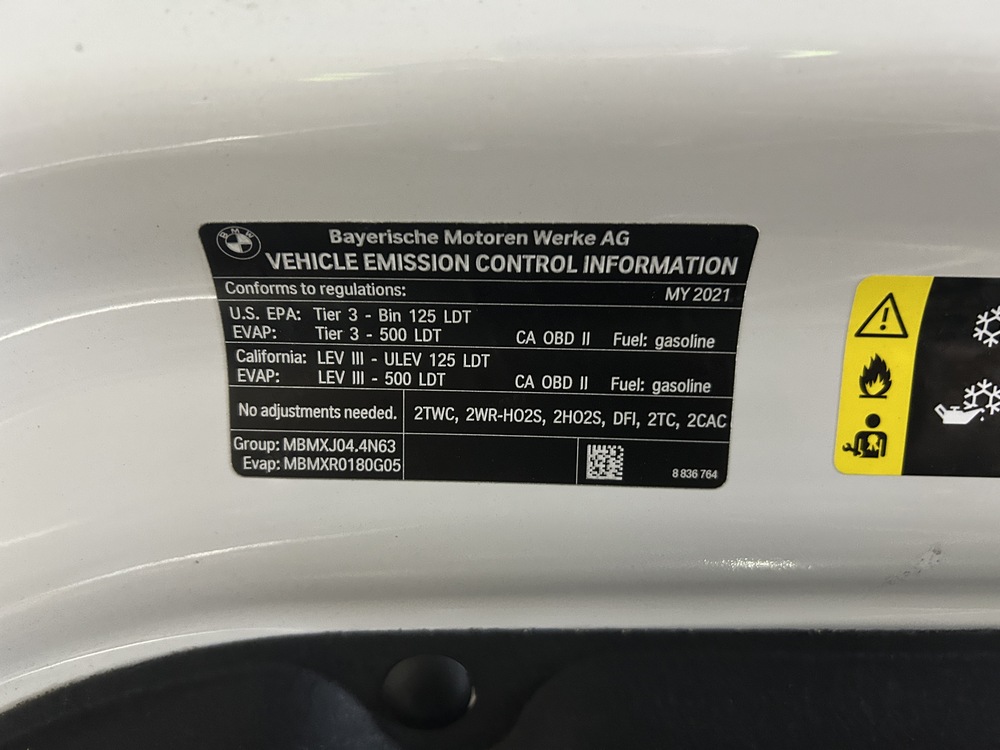 BMW
Bayerische Motoren Werke AG
VEHICLE EMISSION CONTROL INFORMATION
Conforms to regulations: MY 2021
U.S. EPA: Tier 3 - Bin 125 LDT
EVAP: Tier 3 - 500 LDT CA OBD II Fuel: gasoline
California: LEV III - ULEV 125 LDT
EVAP: LEV III - 500 LDT CA OBD II Fuel: gasoline
No adjustments needed. 2TWC, 2WR-HO2S, 2HO2S, DFI, 2TC, 2CAC
Group: MBMXJ04.4N63
Evap: MBMXR0180G05
8 836 764